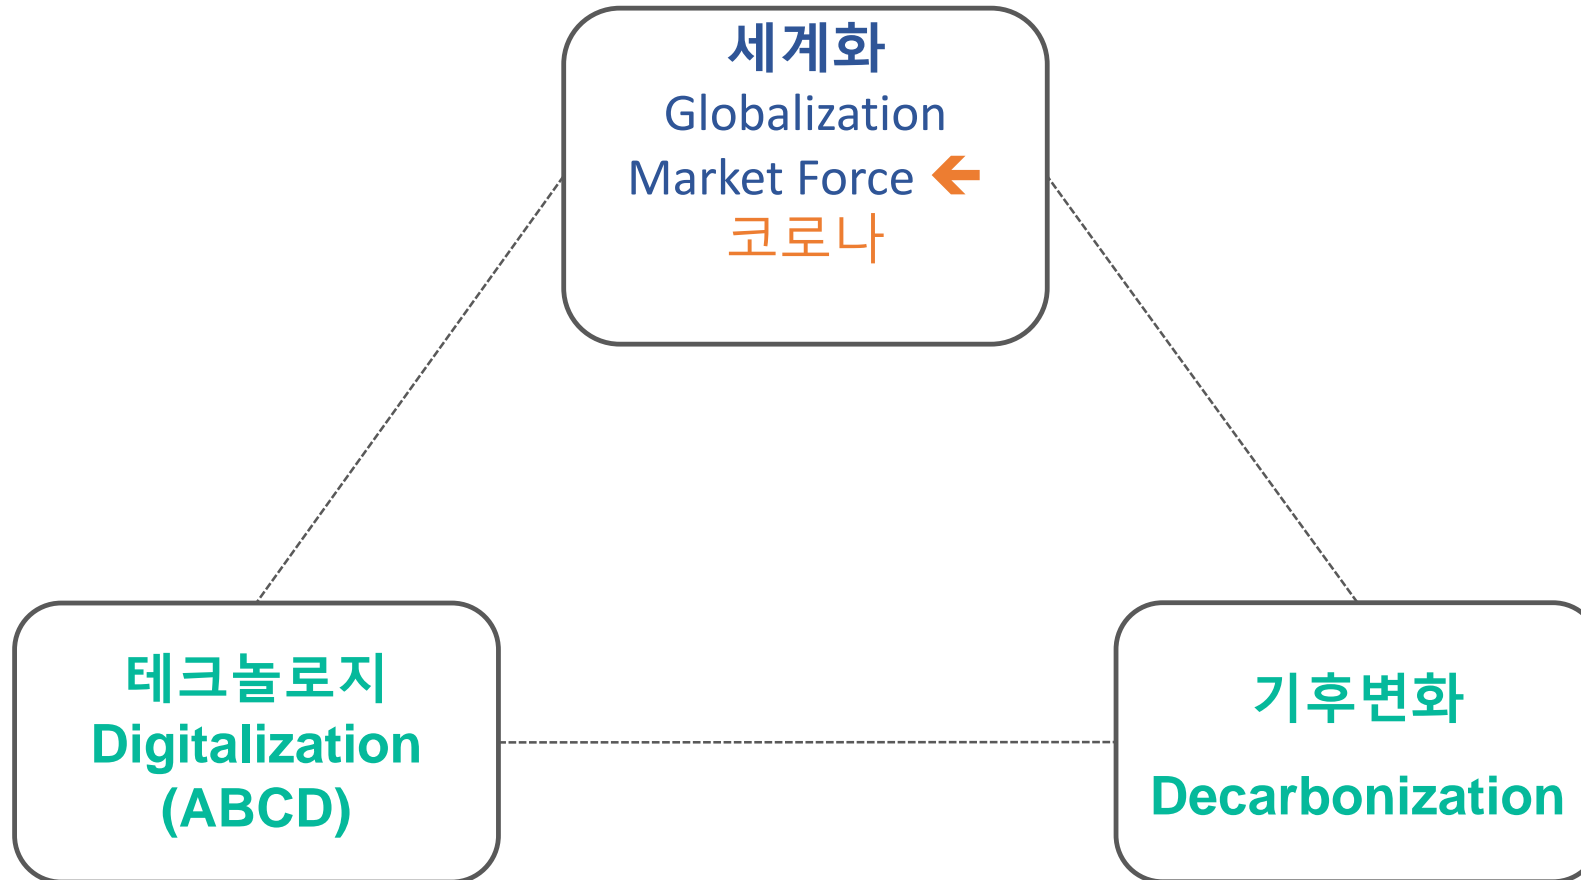 세계화
Globalization
Market Force ←
코로나
테크놀로지
Digitalization
(ABCD)
기후변화
Decarbonization